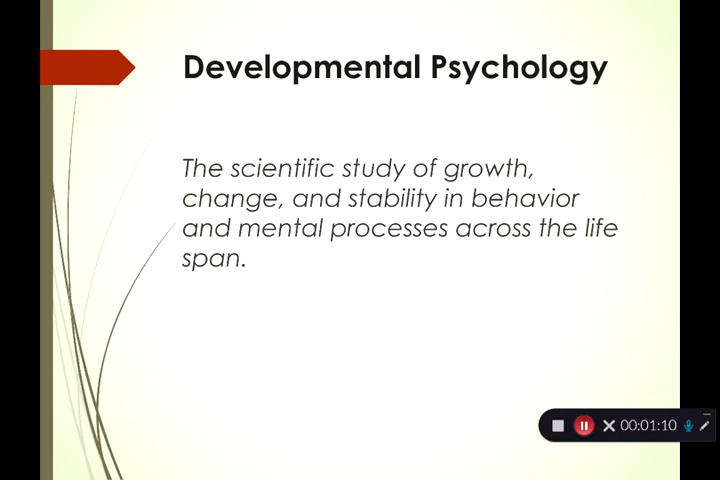 Developmental Psychology
The scientific study of growth,
change, and stability in behavior
and mental processes across the life
span.
00:01:10